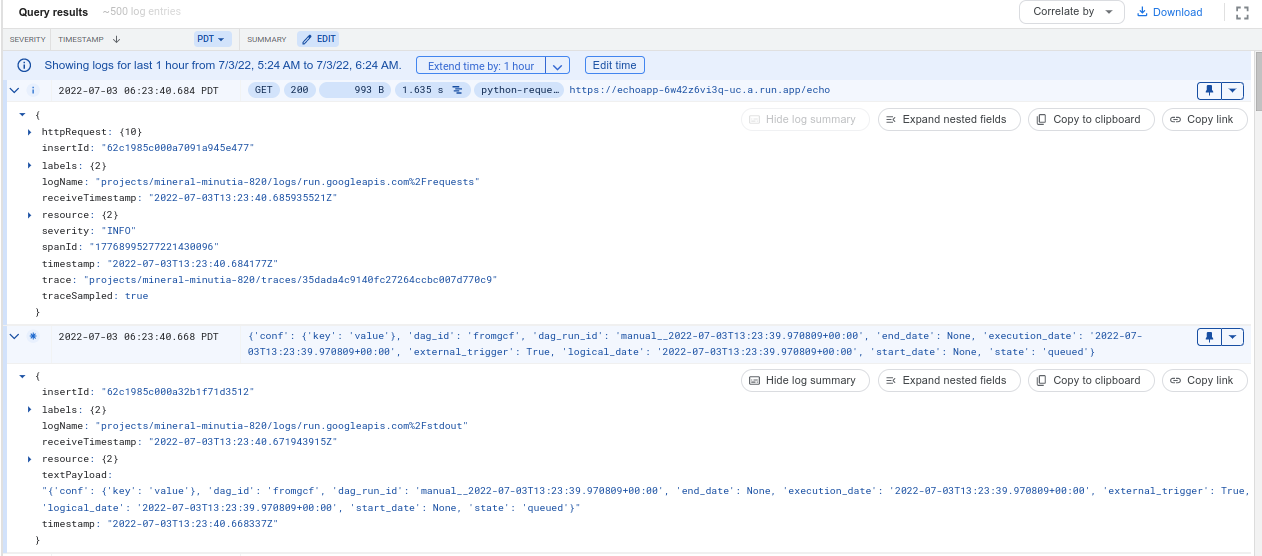 Query results ~500 log entries Correlate by Download
SEVERITY TIMESTAMP PDT SUMMARY EDIT
Showing logs for last 1 hour from 7/3/22, 5:24 AM to 7/3/22, 6:24 AM. Extend time by: 1 hour Edit time
2022-07-03 06:23:40.684 PDT GET 200 993 B 1.635 s python-reque… https://echoapp-6w42z6vi3q-uc.a.run.app/echo
{ Hide log summary Expand nested fields Copy to clipboard Copy link
httpRequest: {10}
insertId: "62c1985c000a7091a945e477"
labels: {2}
logName: "projects/mineral-minutia-820/logs/run.googleapis.com%2Frequests"
receiveTimestamp: "2022-07-03T13:23:40.685935521Z"
resource: {2}
severity: "INFO"
spanId: "17768995277221430096"
timestamp: "2022-07-03T13:23:40.684177Z"
trace: "projects/mineral-minutia-820/traces/35dada4c9140fc27264ccbc007d770c9"
traceSampled: true
}
2022-07-03 06:23:40.668 PDT {'conf': {'key': 'value'}, 'dag_id': 'fromgcf', 'dag_run_id': 'manual__2022-07-03T13:23:39.970809+00:00', 'end_date': None, 'execution_date': '2022-07-
03T13:23:39.970809+00:00', 'external_trigger': True, 'logical_date': '2022-07-03T13:23:39.970809+00:00', 'start_date': None, 'state': 'queued'}
{ Hide log summary Expand nested fields Copy to clipboard Copy link
insertId: "62c1985c000a32b1f71d3512"
labels: {2}
logName: "projects/mineral-minutia-820/logs/run.googleapis.com%2Fstdout"
receiveTimestamp: "2022-07-03T13:23:40.671943915Z"
resource: {2}
textPayload:
"{'conf': {'key': 'value'}, 'dag_id': 'fromgcf', 'dag_run_id': 'manual__2022-07-03T13:23:39.970809+00:00', 'end_date': None, 'execution_date': '2022-07-03T13:23:39.970809+00:00', 'external_trigger': True,
'logical_date': '2022-07-03T13:23:39.970809+00:00', 'start_date': None, 'state': 'queued'}"
timestamp: "2022-07-03T13:23:40.668337Z"
}